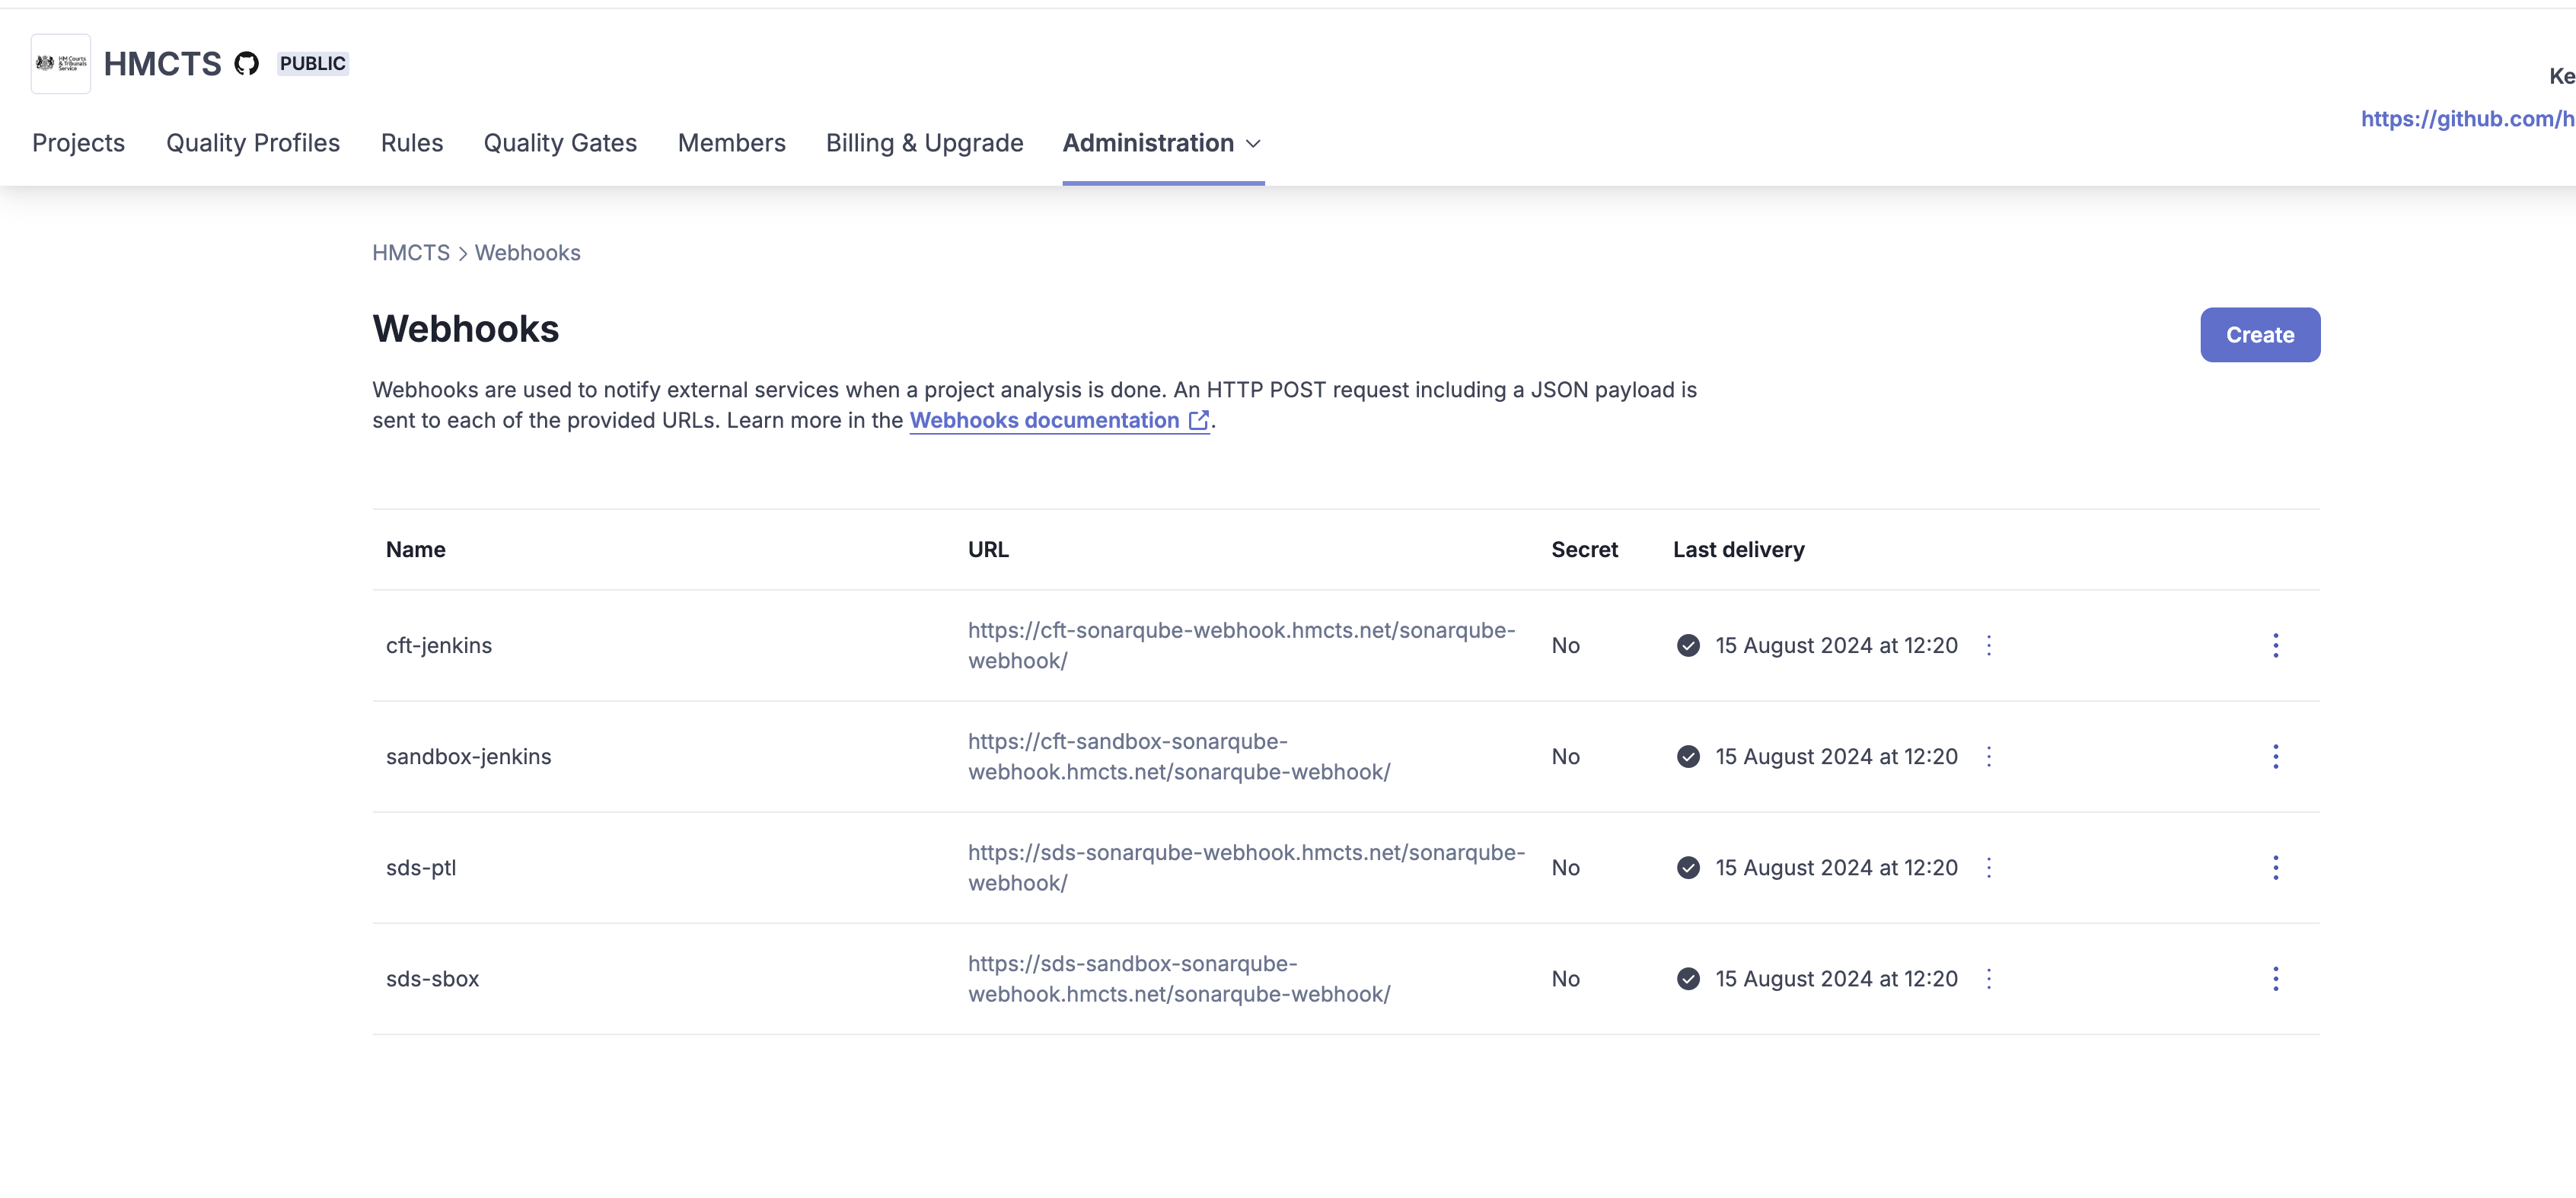 HM Courts
& Tribunals
Service
HMCTS
PUBLIC
Ke
https://github.com/h
Projects
Quality Profiles
Rules
Quality Gates
Members
Billing & Upgrade
Administration
HMCTS > Webhooks
Webhooks
Create
Webhooks are used to notify external services when a project analysis is done. An HTTP POST request including a JSON payload is
sent to each of the provided URLs. Learn more in the Webhooks documentation.
Name URL Secret Last delivery
cft-jenkins
https://cft-sonarqube-webhook.hmcts.net/sonarqube-
webhook/
No
15 August 2024 at 12:20
sandbox-jenkins
https://cft-sandbox-sonarqube-
webhook.hmcts.net/sonarqube-webhook/
No
15 August 2024 at 12:20
sds-ptl
https://sds-sonarqube-webhook.hmcts.net/sonarqube-
webhook/
No
15 August 2024 at 12:20
sds-sbox
https://sds-sandbox-sonarqube-
webhook.hmcts.net/sonarqube-webhook/
No
15 August 2024 at 12:20